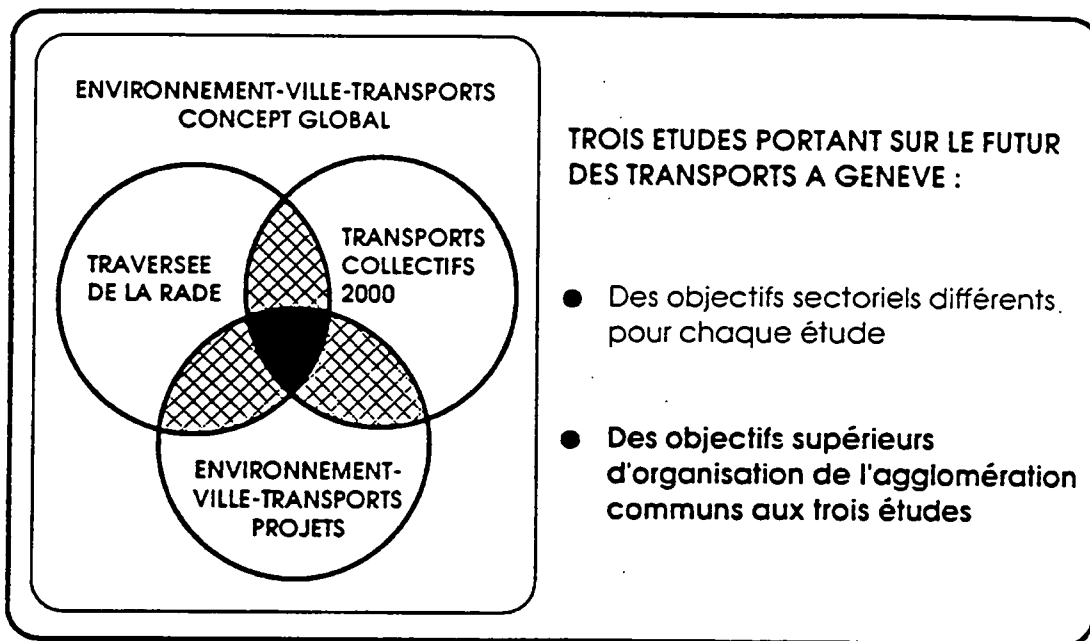 ENVIRONNEMENT-VILLE-TRANSPORTS
CONCEPT GLOBAL
TRAVERSEE
DE LA RADE
TRANSPORTS
COLLECTIFS
2000
ENVIRONNEMENT-
VILLE-TRANSPORTS
PROJETS
TROIS ETUDES PORTANT SUR LE FUTUR
DES TRANSPORTS A GENEVE :
● Des objectifs sectoriels différents
pour chaque étude
● Des objectifs supérieurs
d'organisation de l'agglomération
communs aux trois études